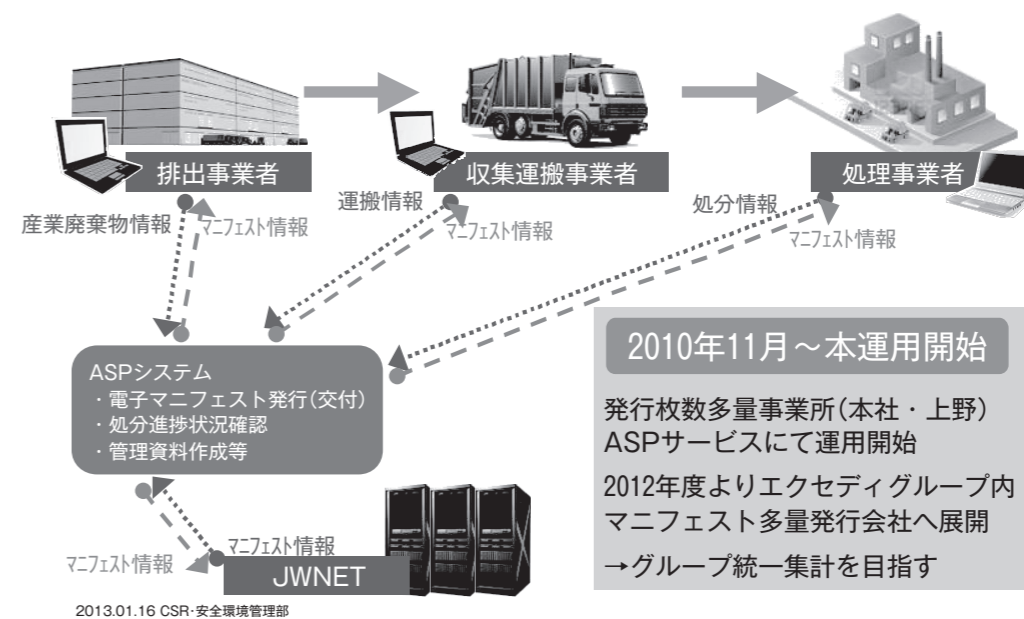 排出事業者
収集運搬事業者
処理事業者
産業廃棄物情報
ﾏﾆﾌｪｽﾄ情報
運搬情報
ﾏﾆﾌｪｽﾄ情報
処分情報
ﾏﾆﾌｪｽﾄ情報
ASPシステム
・電子マニフェスト発行(交付)
・処分進捗状況確認
・管理資料作成等
ﾏﾆﾌｪｽﾄ情報
ﾏﾆﾌｪｽﾄ情報
JWNET
2010年11月〜本運用開始
発行枚数多量事業所(本社・上野)
ASPサービスにて運用開始
2012年度よりエクセディグループ内
マニフェスト多量発行会社へ展開
→グループ統一集計を目指す
2013.01.16 CSR･安全環境管理部